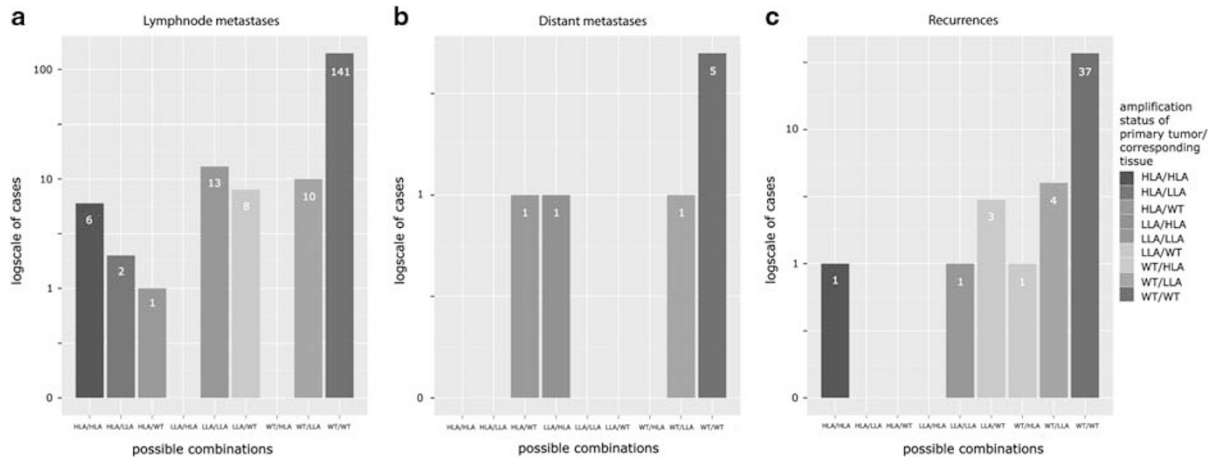 a
Lymphnode metastases
100
10
1
0
logscale of cases
6
2
1
13
8
10
141
HLA/HLA HLA/LLA HLA/WT LLA/HLA LLA/LLA LLA/WT WT/HLA WT/LLA WT/WT
possible combinations
b
Distant metastases
1
0
logscale of cases
1
1
1
5
HLA/HLA HLA/LLA HLA/WT LLA/HLA LLA/LLA LLA/WT WT/HLA WT/LLA WT/WT
possible combinations
c
Recurrences
10
1
0
logscale of cases
1
1
3
1
4
37
HLA/HLA HLA/LLA HLA/WT LLA/HLA LLA/LLA LLA/WT WT/HLA WT/LLA WT/WT
possible combinations
amplification
status of
primary tumor/
corresponding
tissue
HLA/HLA
HLA/LLA
HLA/WT
LLA/HLA
LLA/LLA
LLA/WT
WT/HLA
WT/LLA
WT/WT